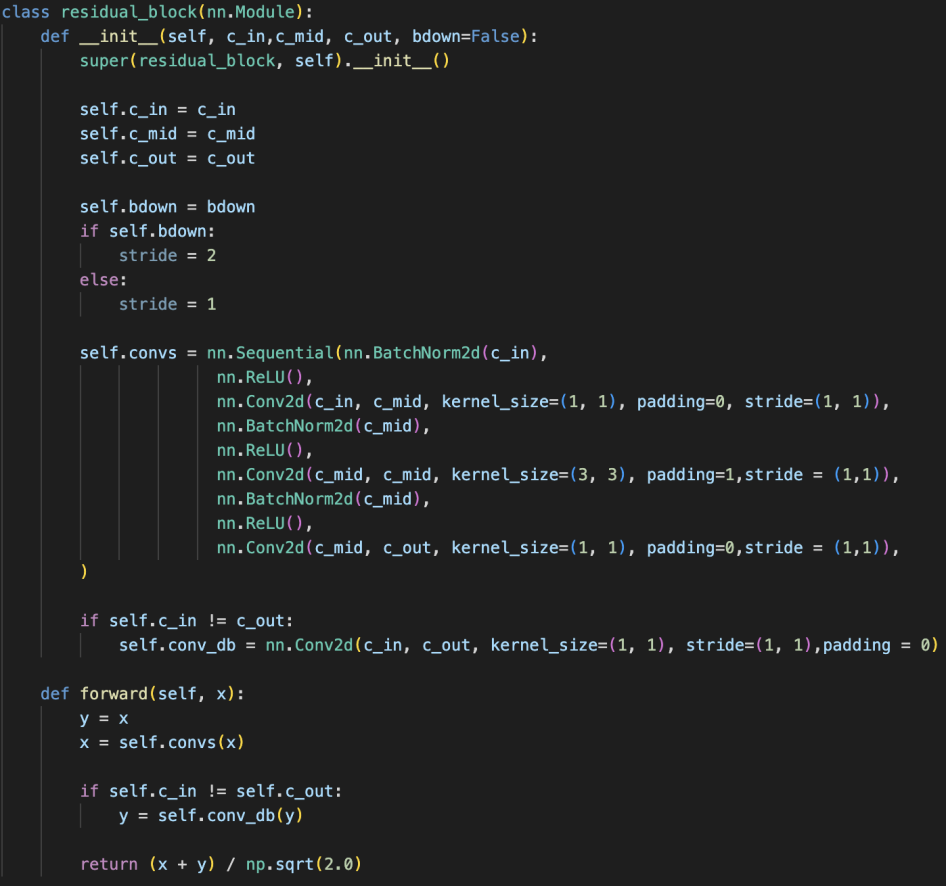 class residual_block(nn.Module):
    def __init__(self, c_in,c_mid, c_out, bdown=False):
        super(residual_block, self).__init__()

        self.c_in = c_in
        self.c_mid = c_mid
        self.c_out = c_out

        self.bdown = bdown
        if self.bdown:
            stride = 2
        else:
            stride = 1

        self.convs = nn.Sequential(nn.BatchNorm2d(c_in),
                      nn.ReLU(),
                      nn.Conv2d(c_in, c_mid, kernel_size=(1, 1), padding=0, stride=(1, 1)),
                      nn.BatchNorm2d(c_mid),
                      nn.ReLU(),
                      nn.Conv2d(c_mid, c_mid, kernel_size=(3, 3), padding=1,stride = (1,1)),
                      nn.BatchNorm2d(c_mid),
                      nn.ReLU(),
                      nn.Conv2d(c_mid, c_out, kernel_size=(1, 1), padding=0,stride = (1,1)),
        )

        if self.c_in != c_out:
            self.conv_db = nn.Conv2d(c_in, c_out, kernel_size=(1, 1), stride=(1, 1),padding = 0)

    def forward(self, x):
        y = x
        x = self.convs(x)

        if self.c_in != self.c_out:
            y = self.conv_db(y)

        return (x + y) / np.sqrt(2.0)